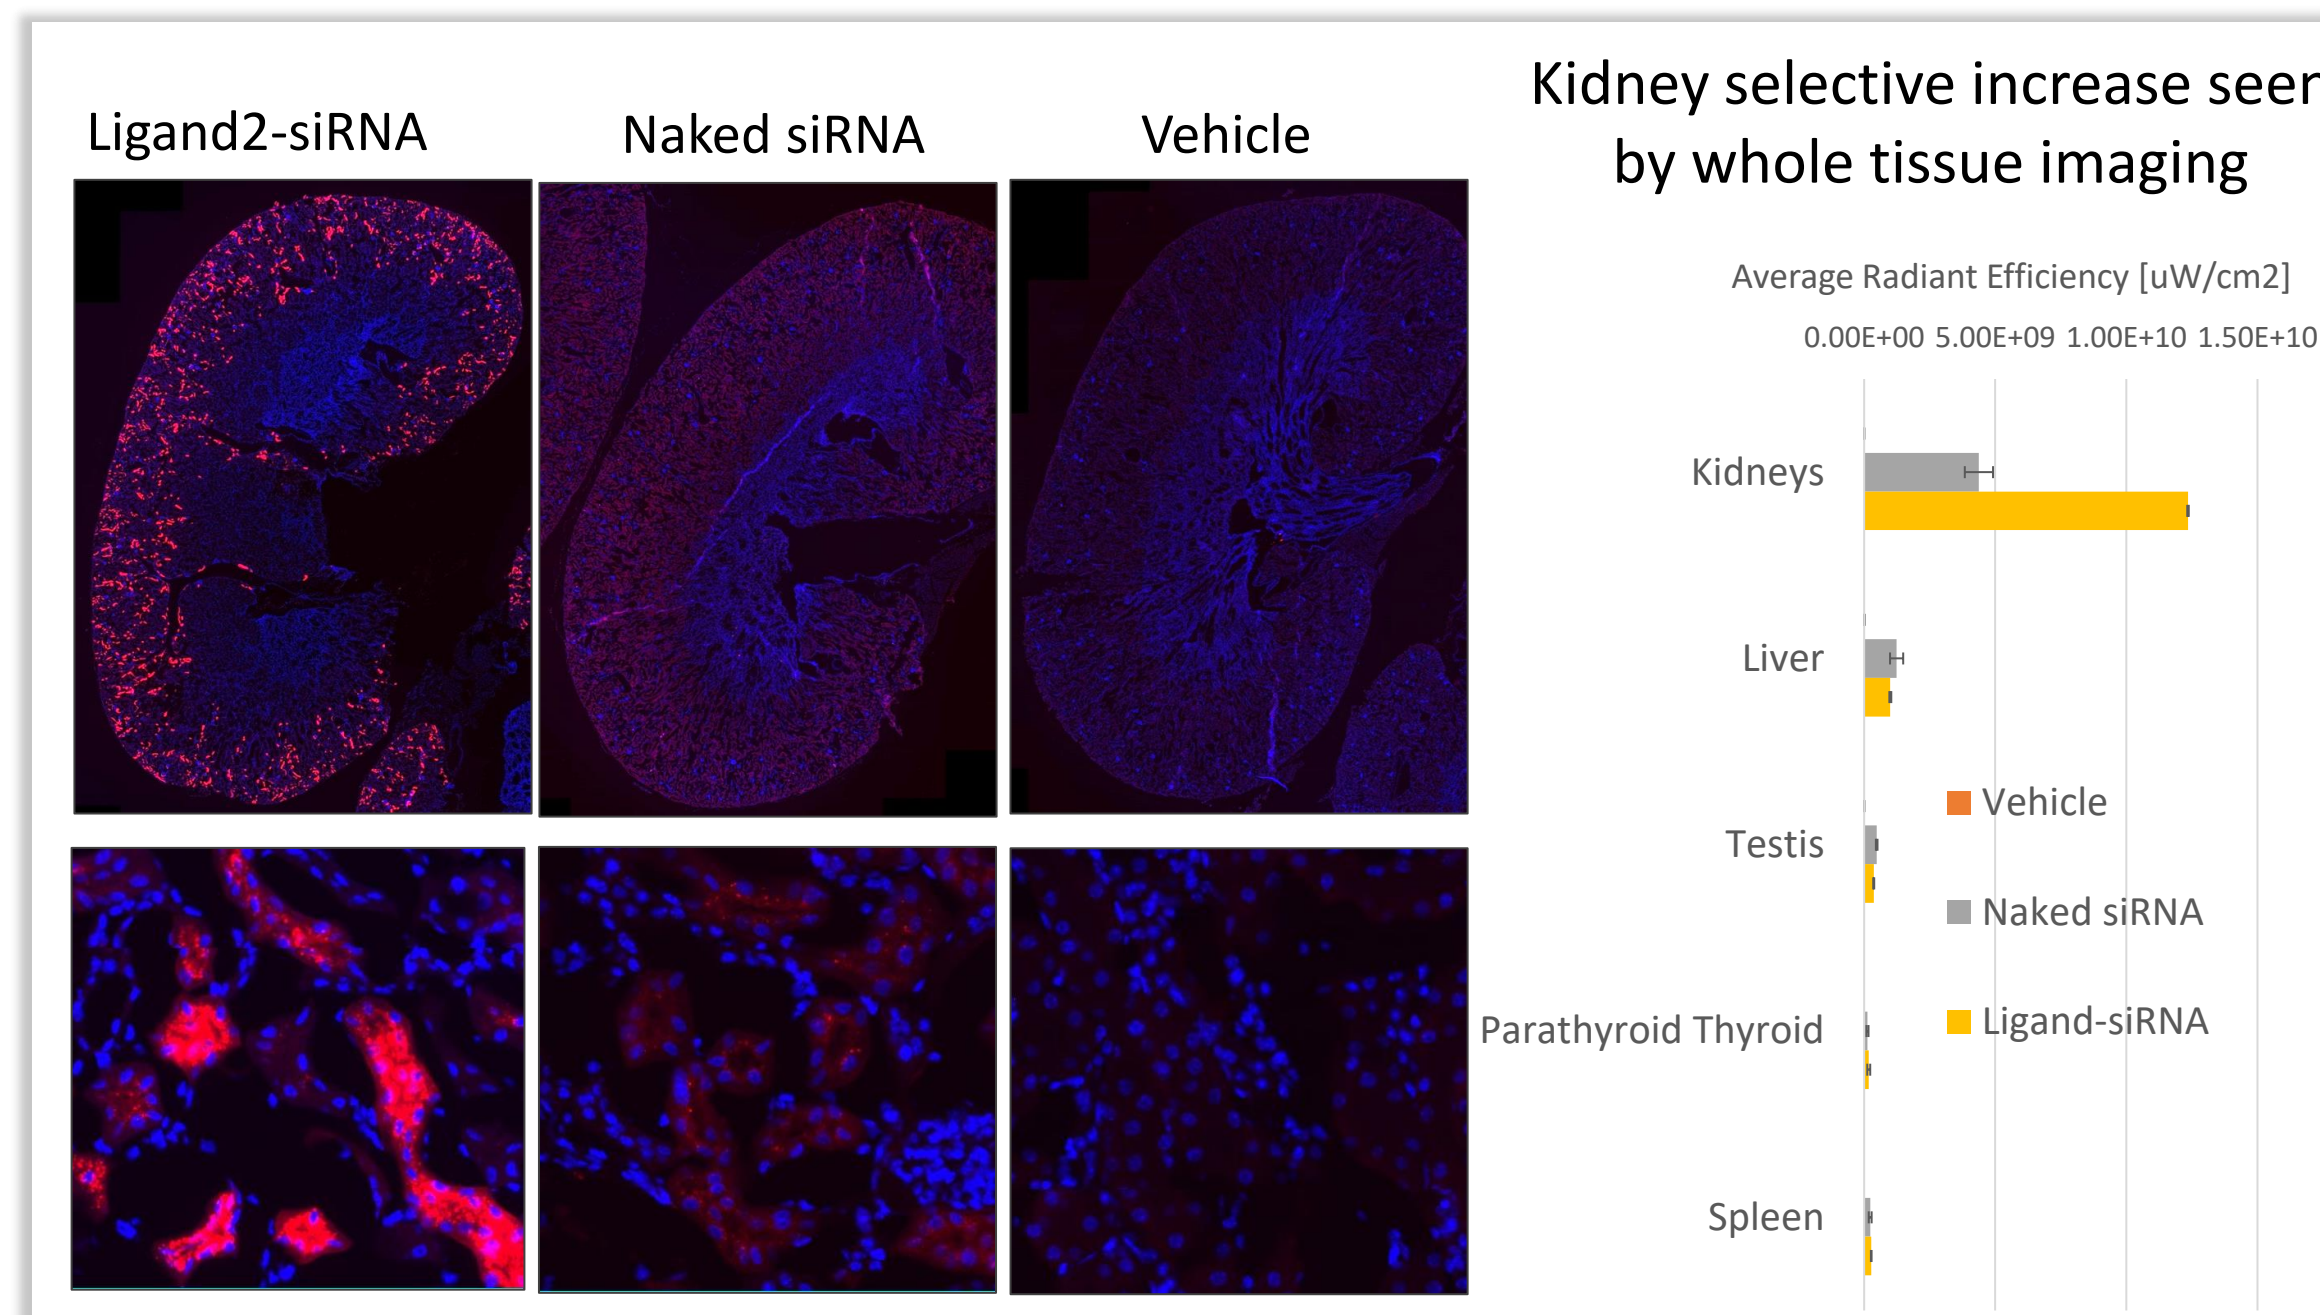 Ligand2-siRNA
Naked siRNA
Vehicle
Kidney selective increase seen
by whole tissue imaging
Average Radiant Efficiency [uW/cm2]
0.00E+00 5.00E+09 1.00E+10 1.50E+10
Kidneys
Liver
Testis
Parathyroid Thyroid
Spleen
Vehicle
Naked siRNA
Ligand-siRNA